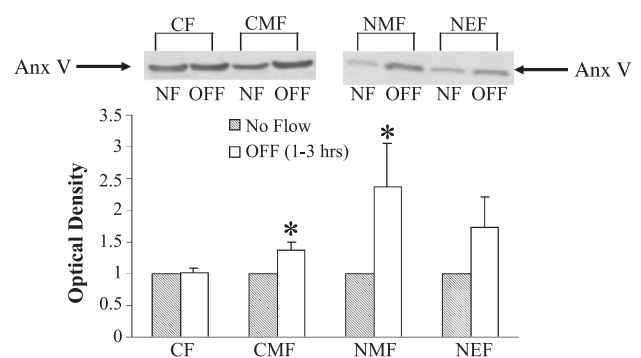 CF CMF NMF NEF
Anx V Anx V
NF OFF NF OFF NF OFF NF OFF
3.5
No Flow
3
OFF (1-3 hrs)
*
2.5
2
*
1.5
1
0.5
0
Optical Density
CF CMF NMF NEF